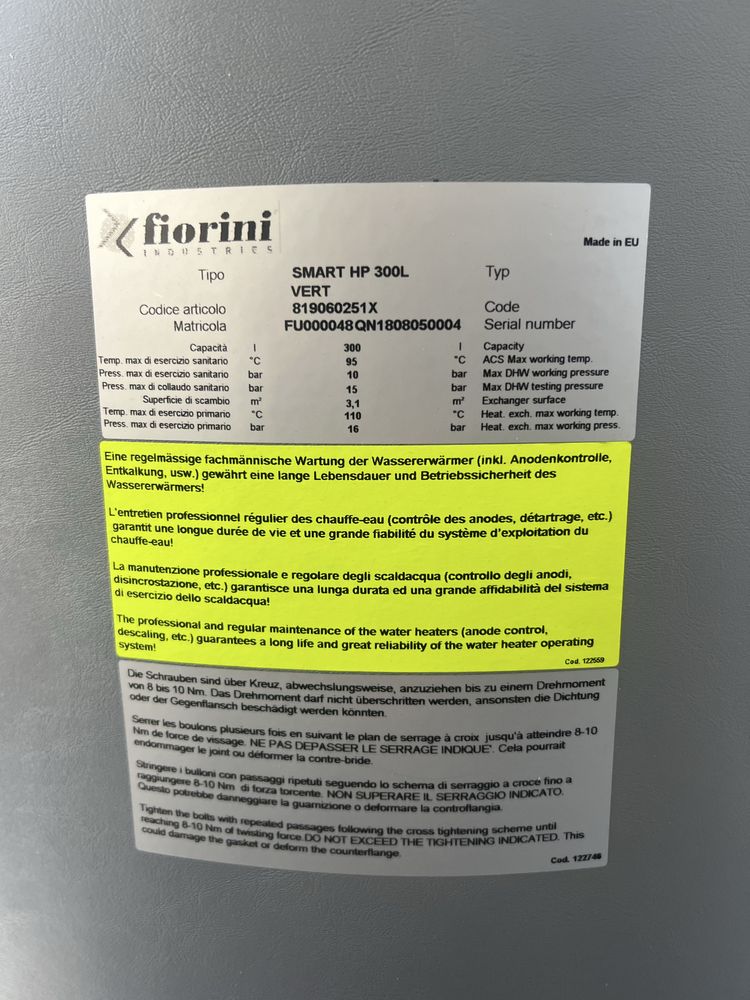 fiorini
INDUSTRIES
Made in EU
Tipo SMART HP 300L VERT Typ
Codice articolo 819060251X Code
Matricola FU000048QN1808050004 Serial number
Capacità l 300 l Capacity
Temp. max di esercizio sanitario °C 95 °C ACS Max working temp.
Press. max di esercizio sanitario bar 10 bar Max DHW working pressure
Press. max di collaudo sanitario bar 15 bar Max DHW testing pressure
Superficie di scambio m² 3,1 m² Exchanger surface
Temp. max di esercizio primario °C 110 °C Heat. exch. max working temp.
Press. max di esercizio primario bar 16 bar Heat. exch. max working press.
Eine regelmässige fachmännische Wartung der Wassererwärmer (inkl. Anodenkontrolle,
Entkalkung, usw.) gewährt eine lange Lebensdauer und Betriebssicherheit des
Wassererwärmers!
L'entretien professionnel régulier des chauffe-eau (contrôle des anodes, détartrage, etc.)
garantit une longue durée de vie et une grande fiabilité du système d'exploitation du
chauffe-eau!
La manutenzione professionale e regolare degli scaldacqua (controllo degli anodi,
disincrostazione, etc.) garantisce una lunga durata ed una grande affidabilità del sistema
di esercizio dello scaldacqua!
The professional and regular maintenance of the water heaters (anode control,
descaling, etc.) guarantees a long life and great reliability of the water heater operating
system!
Cod. 122559
Die Schrauben sind über Kreuz, abwechslungsweise, anzuziehen bis zu einem Drehmoment
von 8 bis 10 Nm. Das Drehmoment darf nicht überschritten werden, ansonsten die Dichtung
oder der Gegenflansch beschädigt werden könnten.
Serrer les boulons plusieurs fois en suivant le plan de serrage à croix jusqu'à atteindre 8-10
Nm de force de vissage. NE PAS DEPASSER LE SERRAGE INDIQUE'. Cela pourrait
endommager le joint ou déformer la contre-bride.
Stringere i bulloni con passaggi ripetuti seguendo lo schema di serraggio a croce fino a
raggiungere 8-10 Nm di forza torcente. NON SUPERARE IL SERRAGGIO INDICATO.
Questo potrebbe danneggiare la guarnizione o deformare la controflangia.
Tighten the bolts with repeated passages following the cross tightening scheme until
reaching 8-10 Nm of twisting force.DO NOT EXCEED THE TIGHTENING INDICATED. This
could damage the gasket or deform the counterflange.
Cod. 122746